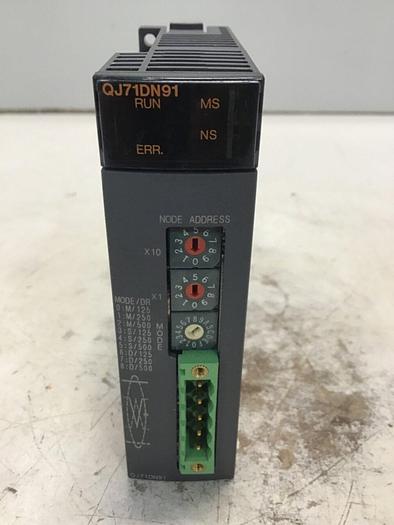 QJ71DN91
RUN MS
NS
ERR.
NODE ADDRESS
X10
X1
MODE/DR
0:M/125
1:M/250
2:M/500
3:S/125
4:S/250
5:S/500
6:D/125
7:D/250
8:D/500
MODE
QJ71DN91